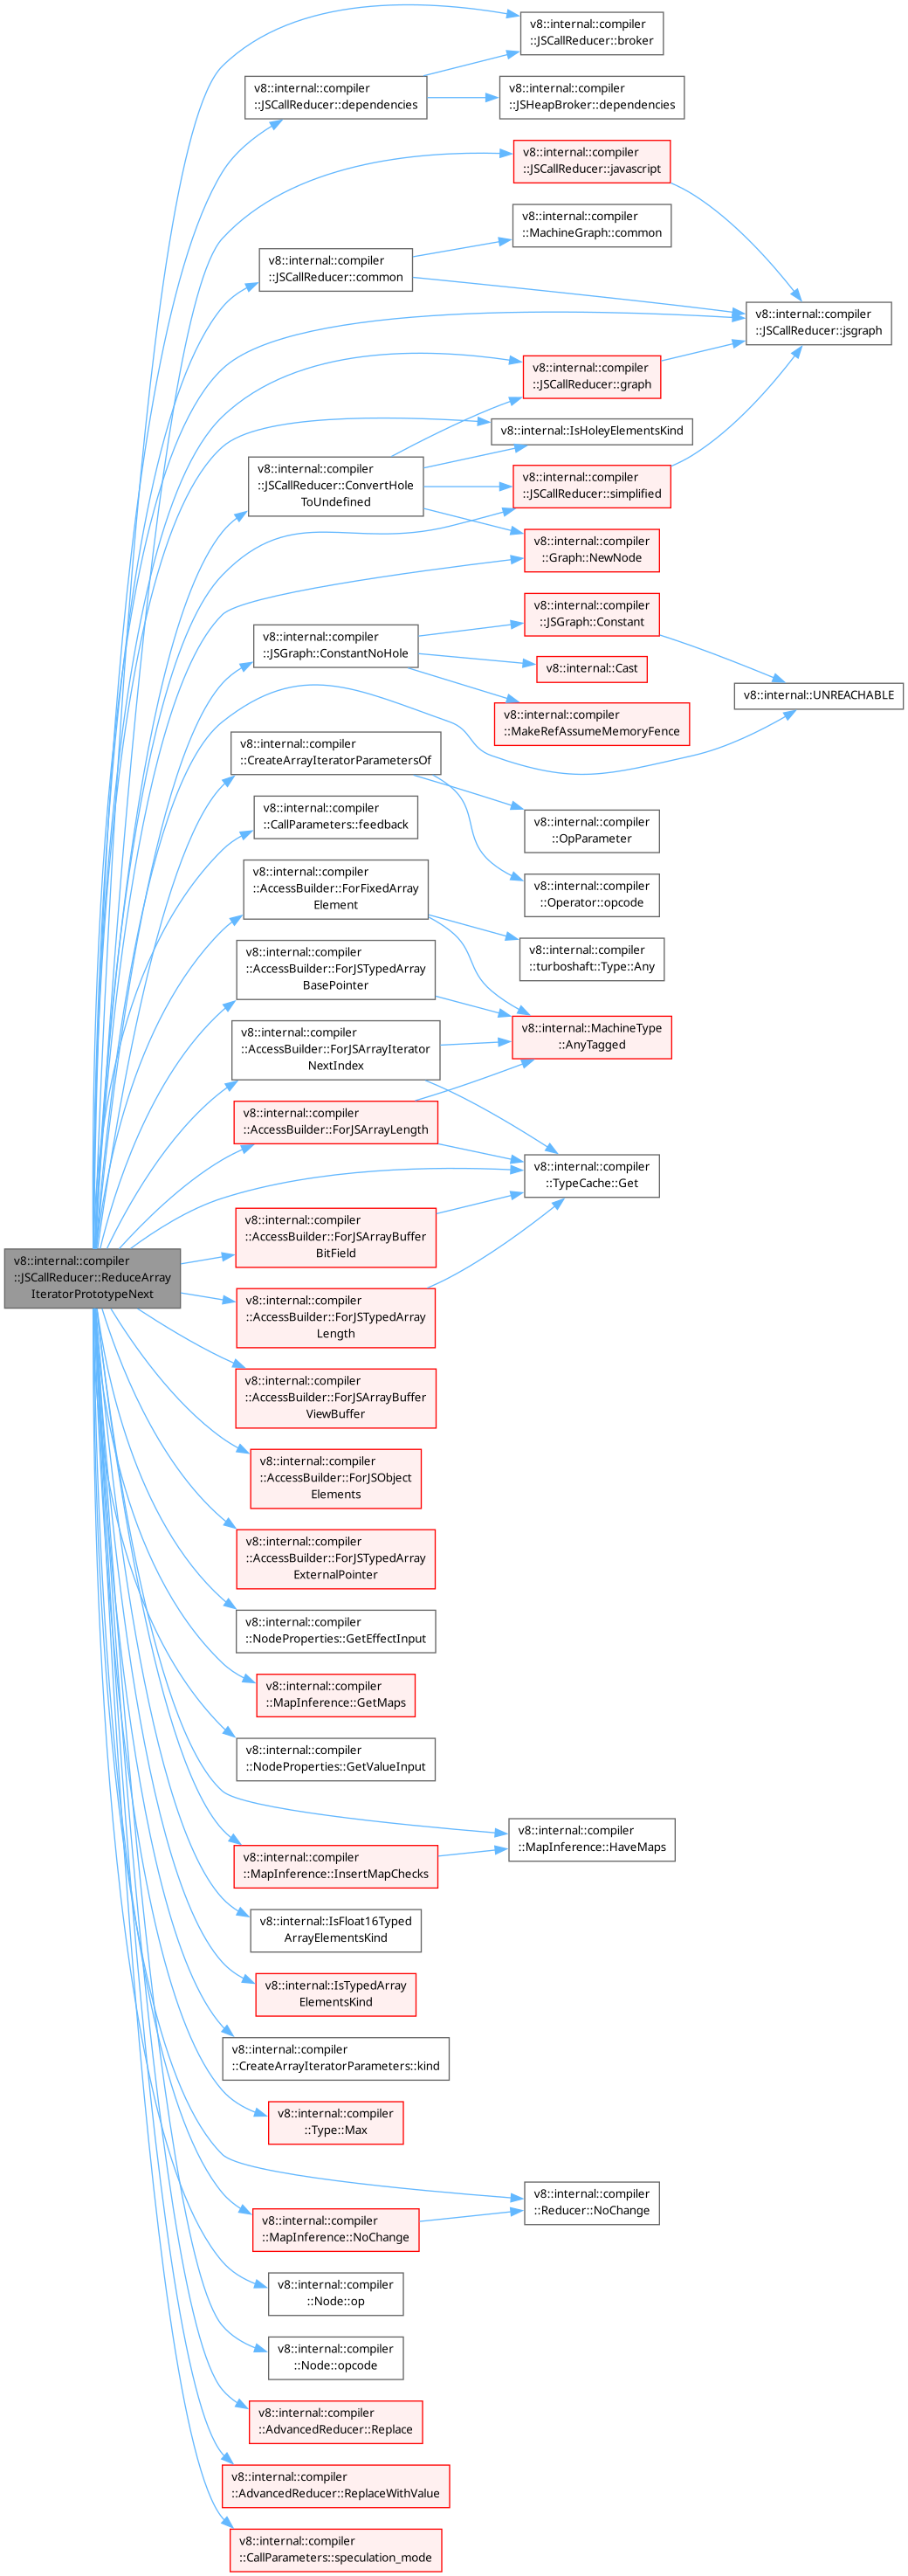 v8::internal::compiler
::JSCallReducer::broker
v8::internal::compiler
::JSCallReducer::dependencies
v8::internal::compiler
::JSHeapBroker::dependencies
v8::internal::compiler
::JSCallReducer::javascript
v8::internal::compiler
::MachineGraph::common
v8::internal::compiler
::JSCallReducer::common
v8::internal::compiler
::JSCallReducer::jsgraph
v8::internal::compiler
::JSCallReducer::graph
v8::internal::IsHoleyElementsKind
v8::internal::compiler
::JSCallReducer::ConvertHole
ToUndefined
v8::internal::compiler
::JSCallReducer::simplified
v8::internal::compiler
::Graph::NewNode
v8::internal::compiler
::JSGraph::Constant
v8::internal::compiler
::JSGraph::ConstantNoHole
v8::internal::Cast
v8::internal::UNREACHABLE
v8::internal::compiler
::MakeRefAssumeMemoryFence
v8::internal::compiler
::CreateArrayIteratorParametersOf
v8::internal::compiler
::CallParameters::feedback
v8::internal::compiler
::OpParameter
v8::internal::compiler
::Operator::opcode
v8::internal::compiler
::AccessBuilder::ForFixedArray
Element
v8::internal::compiler
::turboshaft::Type::Any
v8::internal::compiler
::AccessBuilder::ForJSTypedArray
BasePointer
v8::internal::MachineType
::AnyTagged
v8::internal::compiler
::AccessBuilder::ForJSArrayIterator
NextIndex
v8::internal::compiler
::AccessBuilder::ForJSArrayLength
v8::internal::compiler
::TypeCache::Get
v8::internal::compiler
::AccessBuilder::ForJSArrayBuffer
BitField
v8::internal::compiler
::JSCallReducer::ReduceArray
IteratorPrototypeNext
v8::internal::compiler
::AccessBuilder::ForJSTypedArray
Length
v8::internal::compiler
::AccessBuilder::ForJSArrayBuffer
ViewBuffer
v8::internal::compiler
::AccessBuilder::ForJSObject
Elements
v8::internal::compiler
::AccessBuilder::ForJSTypedArray
ExternalPointer
v8::internal::compiler
::NodeProperties::GetEffectInput
v8::internal::compiler
::MapInference::GetMaps
v8::internal::compiler
::NodeProperties::GetValueInput
v8::internal::compiler
::MapInference::HaveMaps
v8::internal::compiler
::MapInference::InsertMapChecks
v8::internal::IsFloat16Typed
ArrayElementsKind
v8::internal::IsTypedArray
ElementsKind
v8::internal::compiler
::CreateArrayIteratorParameters::kind
v8::internal::compiler
::Type::Max
v8::internal::compiler
::Reducer::NoChange
v8::internal::compiler
::MapInference::NoChange
v8::internal::compiler
::Node::op
v8::internal::compiler
::Node::opcode
v8::internal::compiler
::AdvancedReducer::Replace
v8::internal::compiler
::AdvancedReducer::ReplaceWithValue
v8::internal::compiler
::CallParameters::speculation_mode